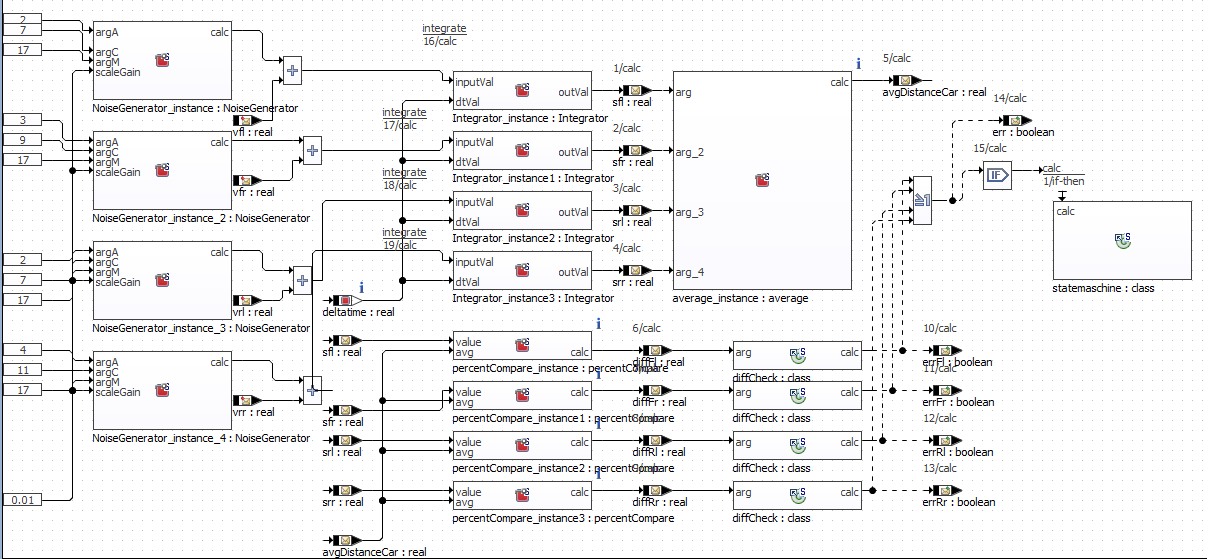 2
7
17
argA
argC
argM
scaleGain
calc
NoiseGenerator_instance : NoiseGenerator
vfl : real
3
9
17
argA
argC
argM
scaleGain
calc
NoiseGenerator_instance_2 : NoiseGenerator
vfr : real
2
7
17
argA
argC
argM
scaleGain
calc
NoiseGenerator_instance_3 : NoiseGenerator
vrl : real
4
11
17
argA
argC
argM
scaleGain
calc
NoiseGenerator_instance_4 : NoiseGenerator
vrr : real
0.01
integrate
16/calc
inputVal
dtVal
outVal
Integrator_instance : Integrator
integrate
17/calc
inputVal
dtVal
outVal
Integrator_instance1 : Integrator
integrate
18/calc
inputVal
dtVal
outVal
Integrator_instance2 : Integrator
integrate
19/calc
inputVal
dtVal
outVal
Integrator_instance3 : Integrator
deltatime : real
1/calc
sfl : real
2/calc
sfr : real
3/calc
srl : real
4/calc
srr : real
arg
arg_2
arg_3
arg_4
calc
average_instance : average
5/calc
avgDistanceCar : real
14/calc
err : boolean
15/calc
IF
calc
1/if-then
≥1
calc
statemaschine : class
sfl : real
value
avg
calc
percentCompare_instance : percentCompare
6/calc
diffFl : real
arg
calc
diffCheck : class
10/calc
errFl : boolean
sfr : real
value
avg
calc
percentCompare_instance1 : percentCompare
diffFr : real
arg
calc
diffCheck : class
11/calc
errFr : boolean
srl : real
value
avg
calc
percentCompare_instance2 : percentCompare
diffRl : real
arg
calc
diffCheck : class
12/calc
errRl : boolean
srr : real
value
avg
calc
percentCompare_instance3 : percentCompare
diffRr : real
arg
calc
diffCheck : class
13/calc
errRr : boolean
avgDistanceCar : real